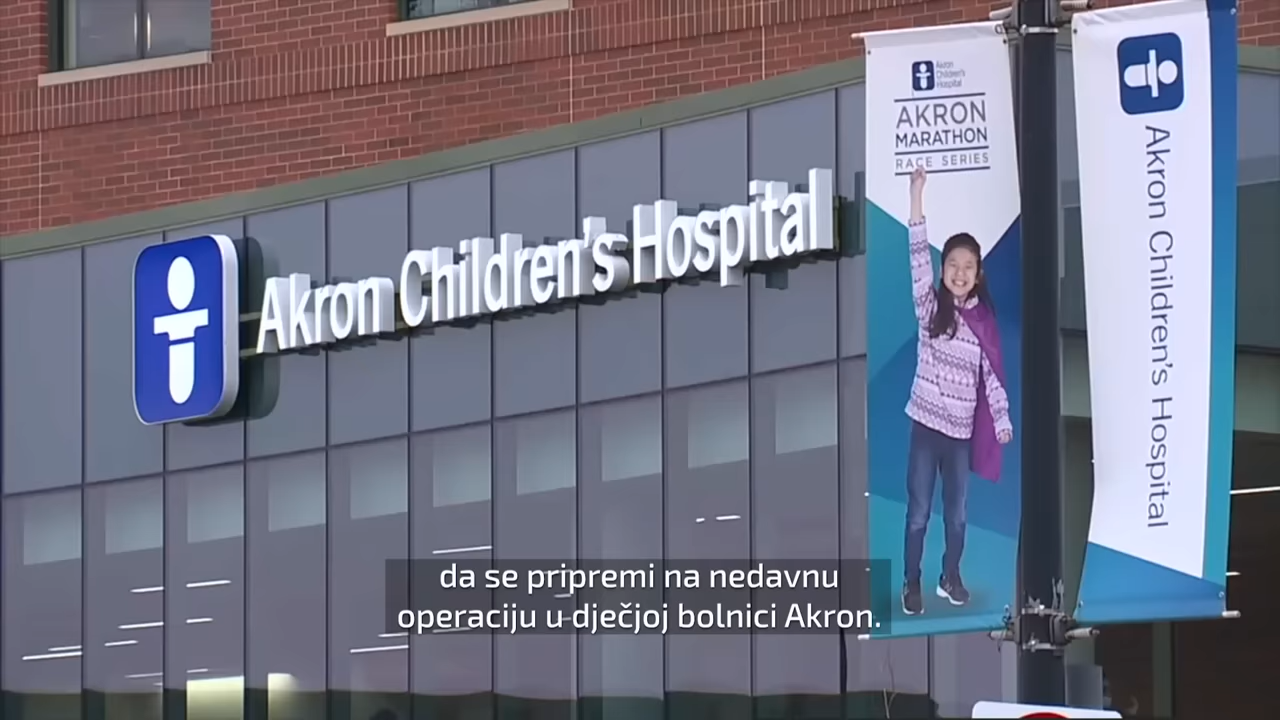 Akron Children's Hospital
Akron
Children's
Hospital
AKRON
MARATHON
RACE SERIES
Akron Children's Hospital
da se pripremi na nedavnu
operaciju u dječjoj bolnici Akron.